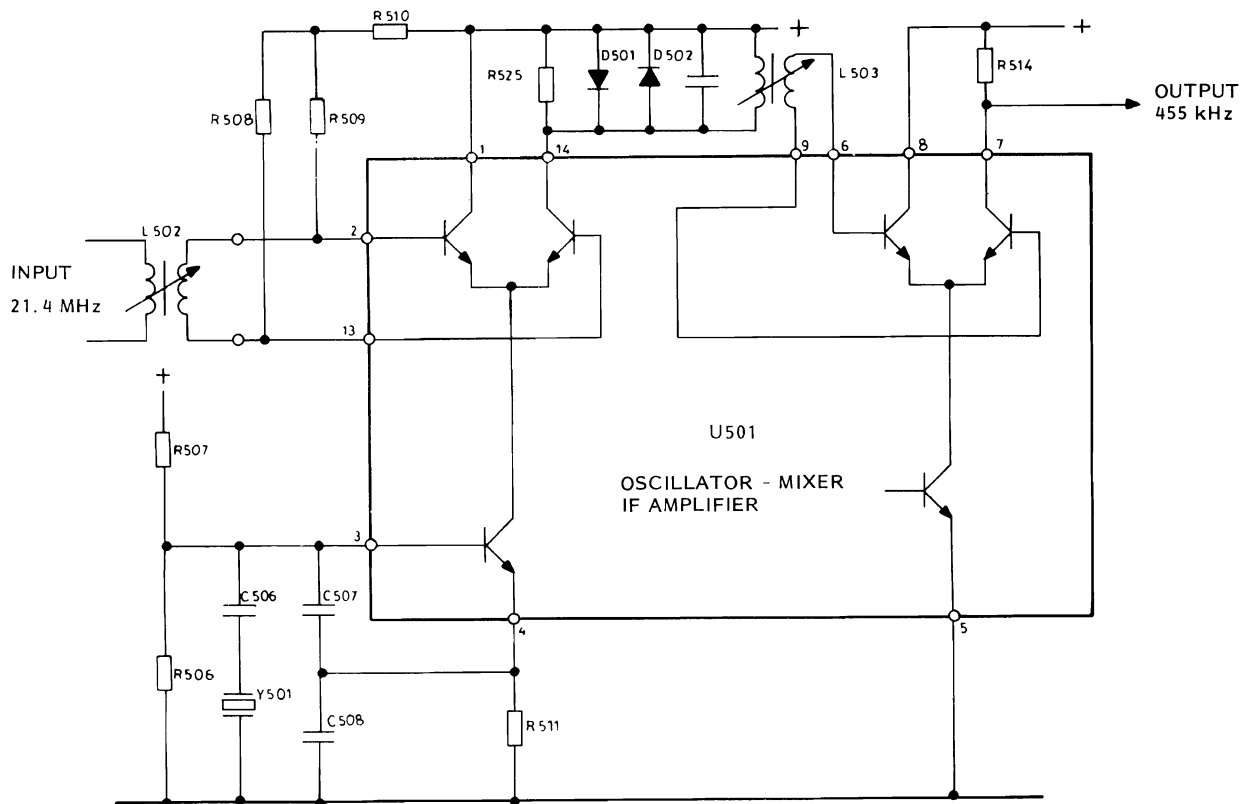 R510
+
+
D501
D502
R525
L503
R514
R508
R509
OUTPUT
455 kHz
1
14
9
6
8
7
L502
2
INPUT
21.4 MHz
13
+
R507
U501
OSCILLATOR - MIXER
IF AMPLIFIER
3
C506
C507
4
5
R506
Y501
C508
R511